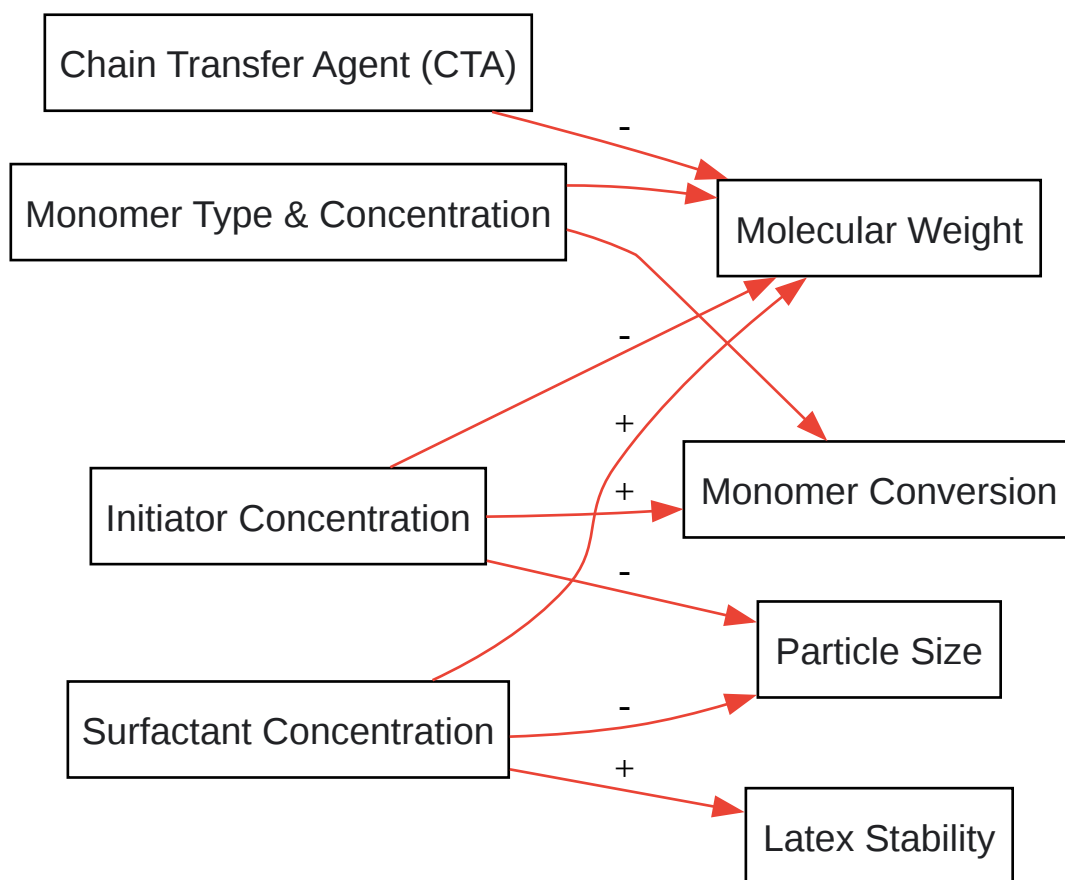 Chain Transfer Agent (CTA)
-
Monomer Type & Concentration
Molecular Weight
-
+
Monomer Conversion
+
Initiator Concentration
-
Particle Size
-
Surfactant Concentration
+
Latex Stability